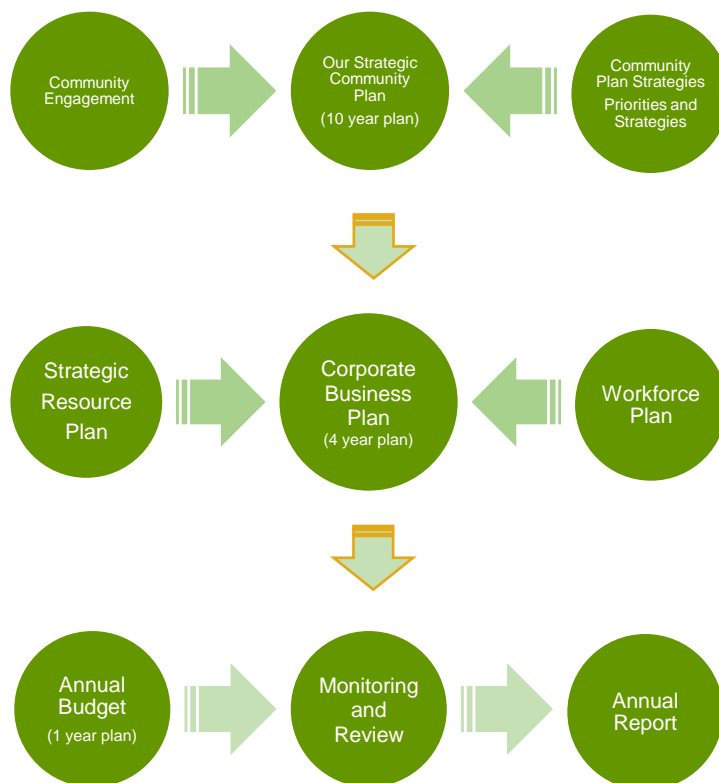 Community
Engagement
Our Strategic
Community
Plan
(10 year plan)
Community
Plan Strategies
Priorities and
Strategies
Strategic
Resource
Plan
Corporate
Business
Plan
(4 year plan)
Workforce
Plan
Annual
Budget
(1 year plan)
Monitoring
and
Review
Annual
Report